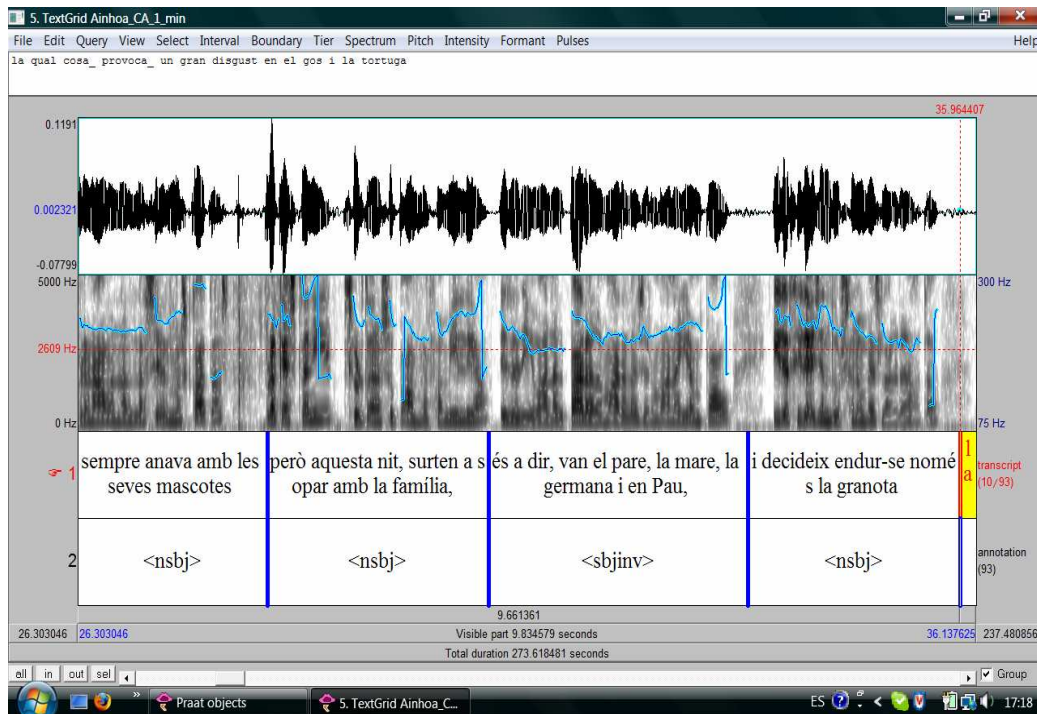 5. TextGrid Ainhoa_CA_1_min
File Edit Query View Select Interval Boundary Tier Spectrum Pitch Intensity Formant Pulses Help
la qual cosa_ provoca_ un gran disgust en el gos i la tortuga
35.964407
0.1191
0.002321
-0.07799
5000 Hz 300 Hz
2609 Hz
0 Hz 75 Hz
1
sempre anava amb les
seves mascotes
però aquesta nit, surten a s
opar amb la família,
és a dir, van el pare, la mare, la
germana i en Pau,
i decideix endur-se nomé
s la granota
l
a
transcript
(10/93)
2 <nsbj> <nsbj> <sbjinv> <nsbj>
annotation
(93)
9.661361
26.303046 26.303046 Visible part 9.834579 seconds 36.137625 237.480856
Total duration 273.618481 seconds
all in out sel Group
» Praat objects 5. TextGrid Ainhoa_C... ES 17:18